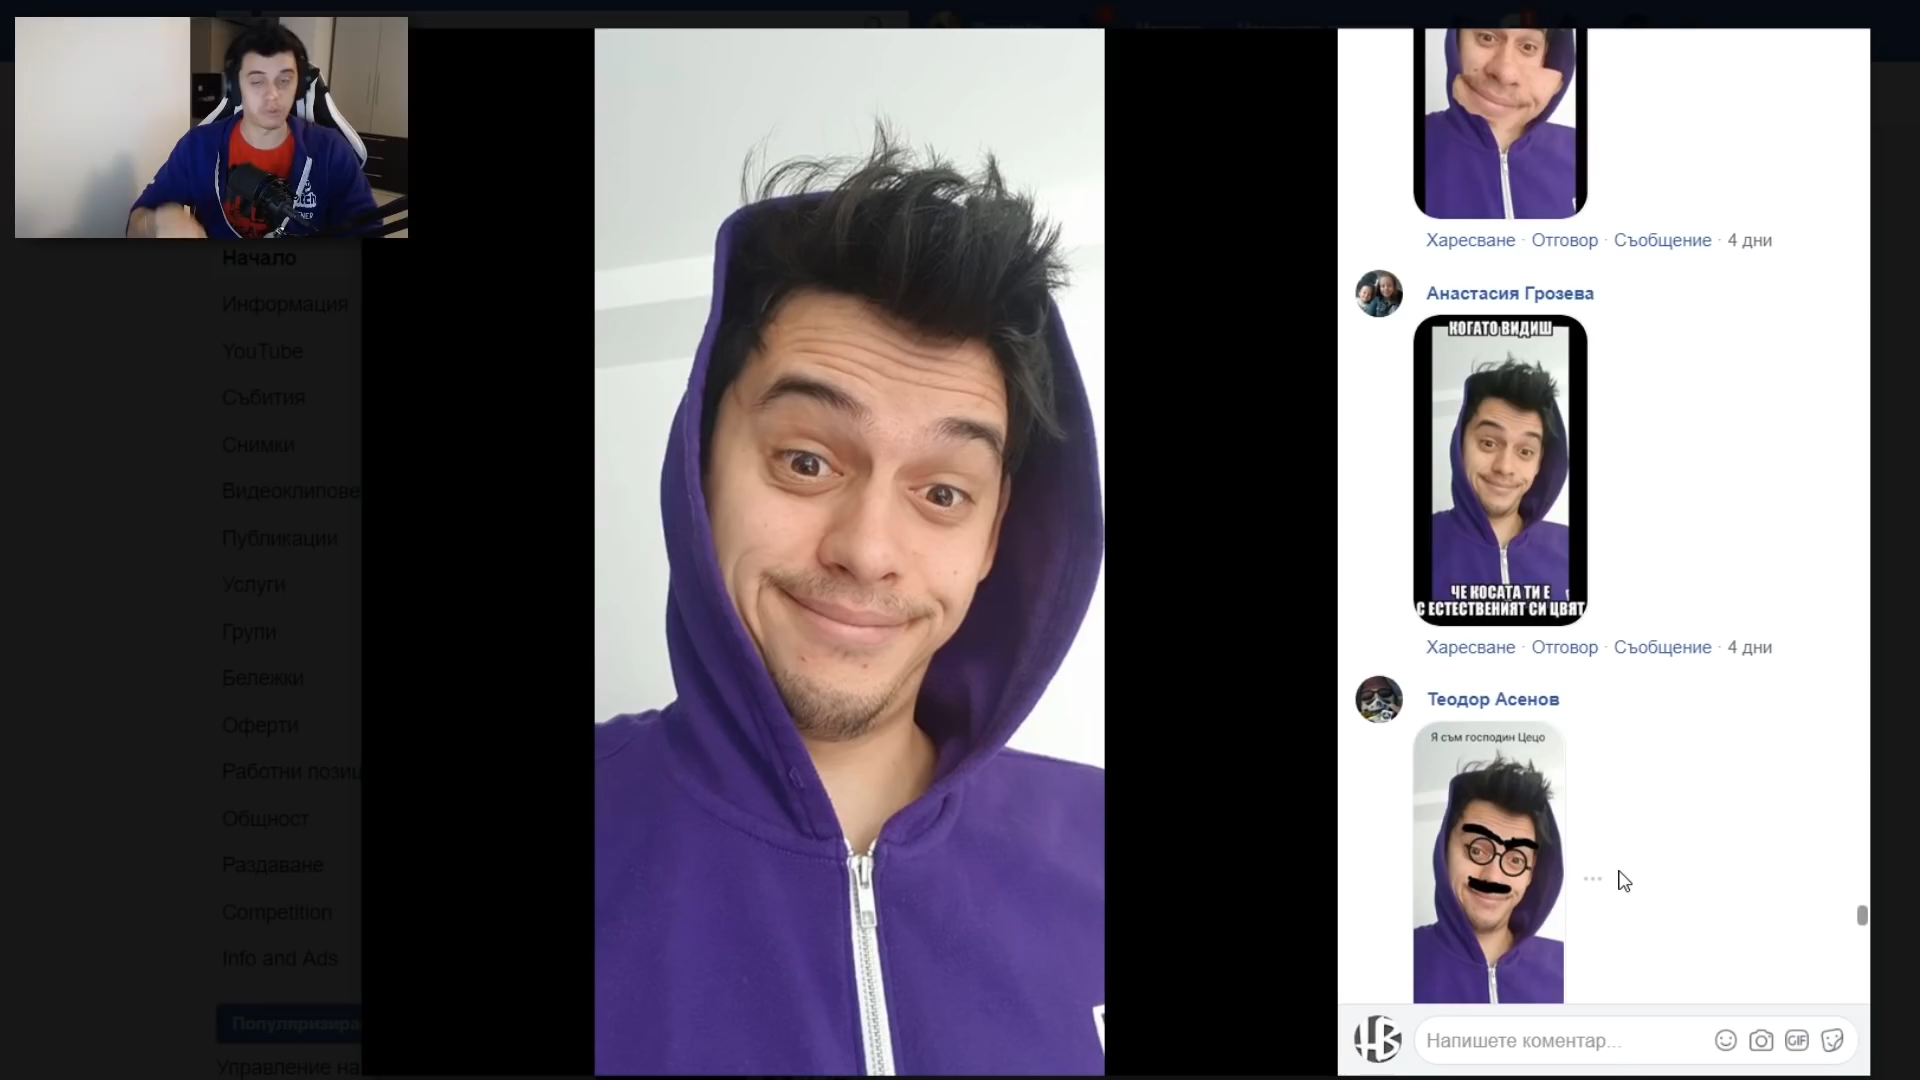 Начало
Информация
YouTube
Събития
Снимки
Видеоклипове
Публикации
Услуги
Групи
Бележки
Оферти
Работни позиц
Общност
Раздаване
Competition
Info and Ads
Популяризира
Управление на
Харесване · Отговор · Съобщение · 4 дни
Анастасия Грозева
КОГАТО ВИДИШ
ЧЕ КОСАТА ТИ Е
С ЕСТЕСТВЕНИЯТ СИ ЦВЯТ
Харесване · Отговор · Съобщение · 4 дни
Теодор Асенов
Я съм господин Цецо
Напишете коментар...
GIF